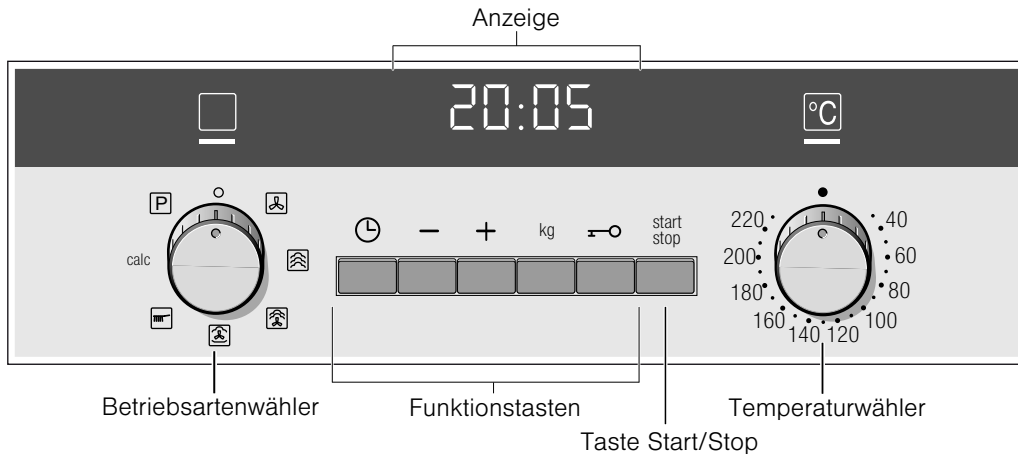 Anzeige
20:05
°C
P
calc
kg
start
stop
220
200
180
160
140
120
100
80
60
40
Betriebsartenwähler
Funktionstasten
Temperaturwähler
Taste Start/Stop